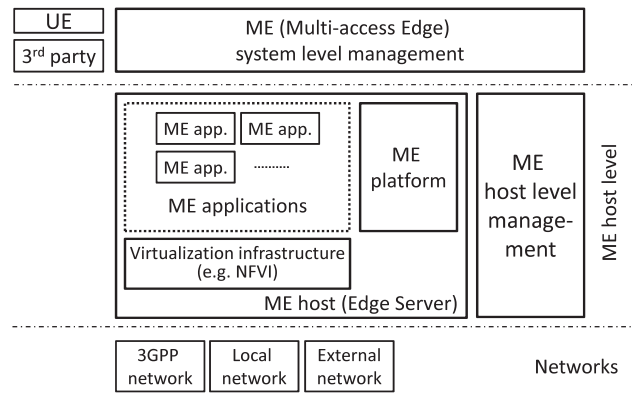 UE
3rd party
ME (Multi-access Edge)
system level management
ME app.
ME app.
ME app.
..........
ME applications
ME
platform
Virtualization infrastructure
(e.g. NFVI)
ME host (Edge Server)
ME
host level
manage-
ment
ME host level
3GPP
network
Local
network
External
network
Networks